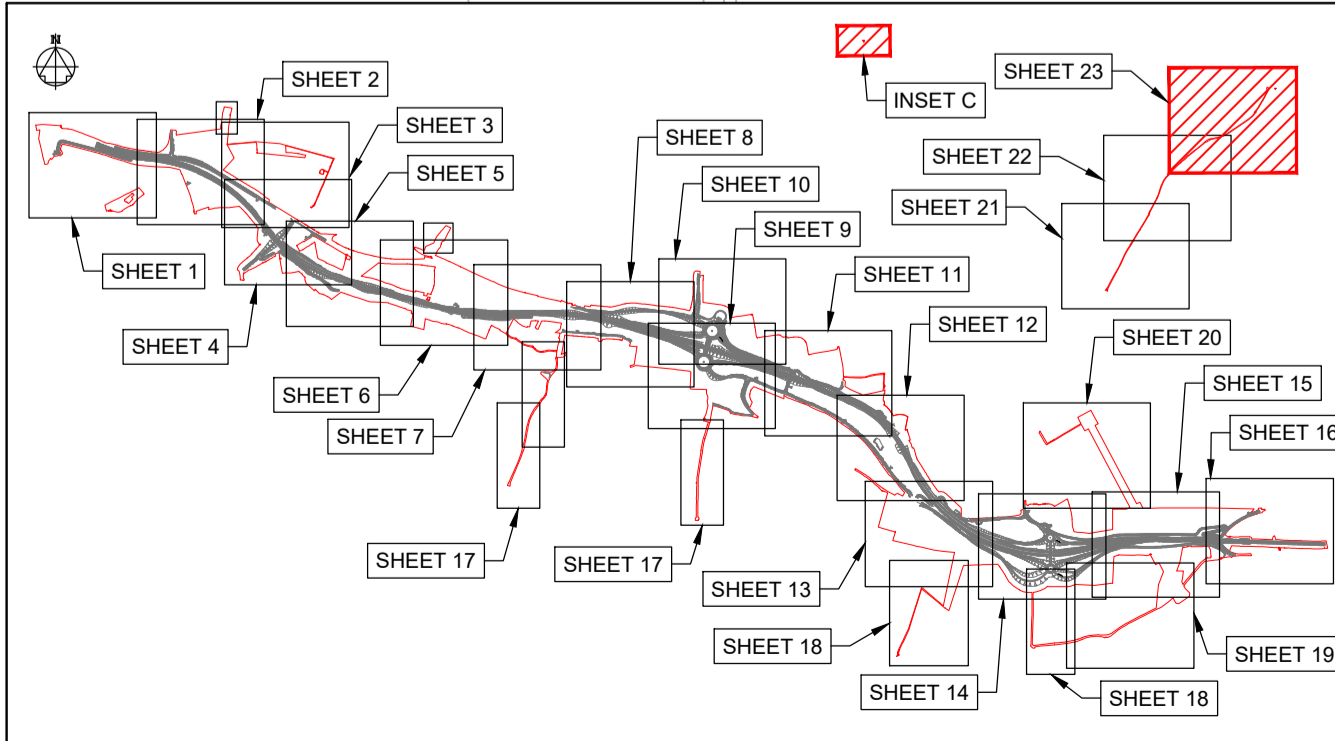 N
SHEET 2
SHEET 23
INSET C
SHEET 3
SHEET 8
SHEET 22
SHEET 5
SHEET 10
SHEET 21
SHEET 9
SHEET 1
SHEET 11
SHEET 12
SHEET 4
SHEET 20
SHEET 15
SHEET 6
SHEET 7
SHEET 16
SHEET 17
SHEET 17
SHEET 13
SHEET 18
SHEET 19
SHEET 14
SHEET 18